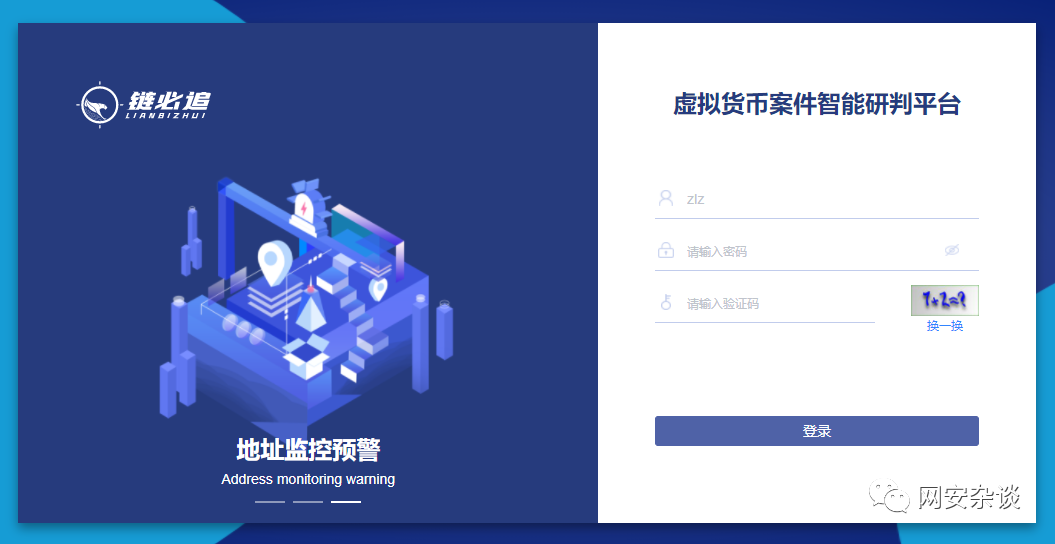 链必追
LIANBIZHUI
地址监控预警
Address monitoring warning
虚拟货币案件智能研判平台
zlz
请输入密码
请输入验证码
7+2=?
换一换
登录
网安杂谈